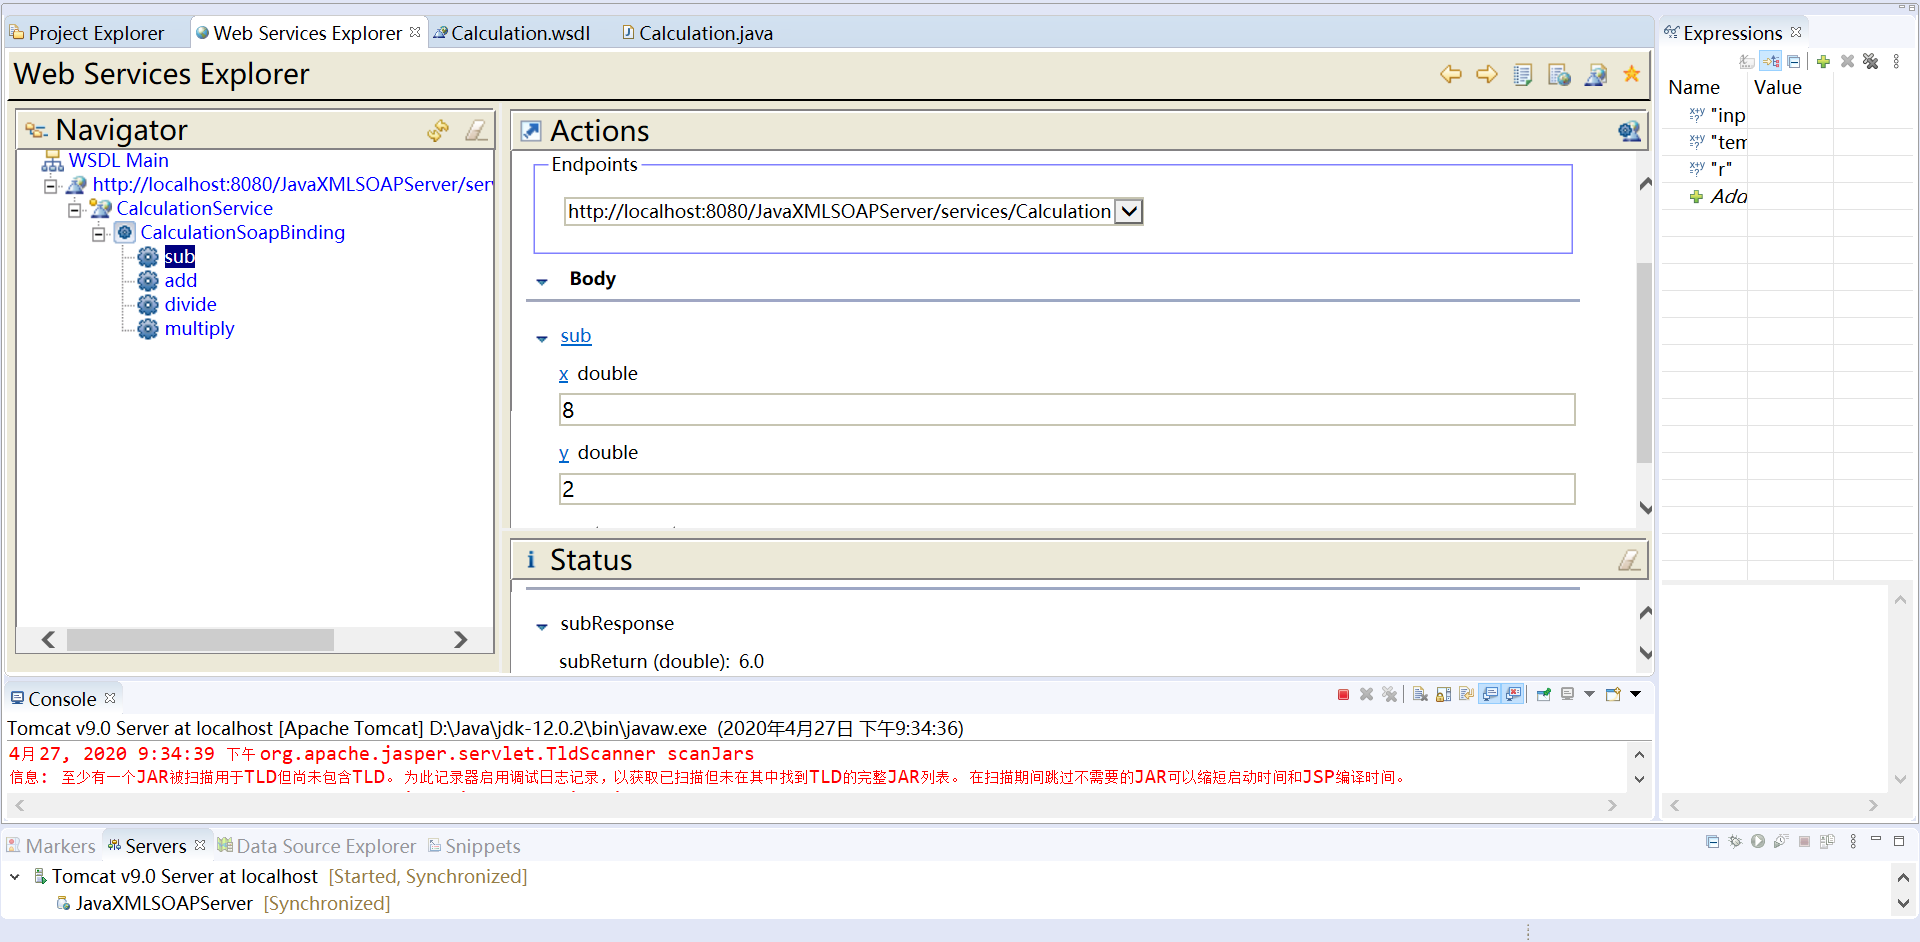 Project Explorer
Web Services Explorer
Calculation.wsdl
Calculation.java
Expressions
Web Services Explorer
Name Value
"inp
"tem
"r"
Add
Navigator
WSDL Main
http://localhost:8080/JavaXMLSOAPServer/serv
CalculationService
CalculationSoapBinding
sub
add
divide
multiply
Actions
Endpoints
http://localhost:8080/JavaXMLSOAPServer/services/Calculation
Body
sub
x double
8
y double
2
Status
subResponse
subReturn (double): 6.0
Console
Tomcat v9.0 Server at localhost [Apache Tomcat] D:\Java\jdk-12.0.2\bin\javaw.exe (2020年4月27日 下午9:34:36)
4月 27, 2020 9:34:39 下午 org.apache.jasper.servlet.TldScanner scanJars
信息: 至少有一个JAR被扫描用于TLD但尚未包含TLD。 为此记录器启用调试日志记录，以获取已扫描但未在其中找到TLD的完整JAR列表。 在扫描期间跳过不需要的JAR可以缩短启动时间和JSP编译时间。
Markers
Servers
Data Source Explorer
Snippets
Tomcat v9.0 Server at localhost [Started, Synchronized]
JavaXMLSOAPServer [Synchronized]